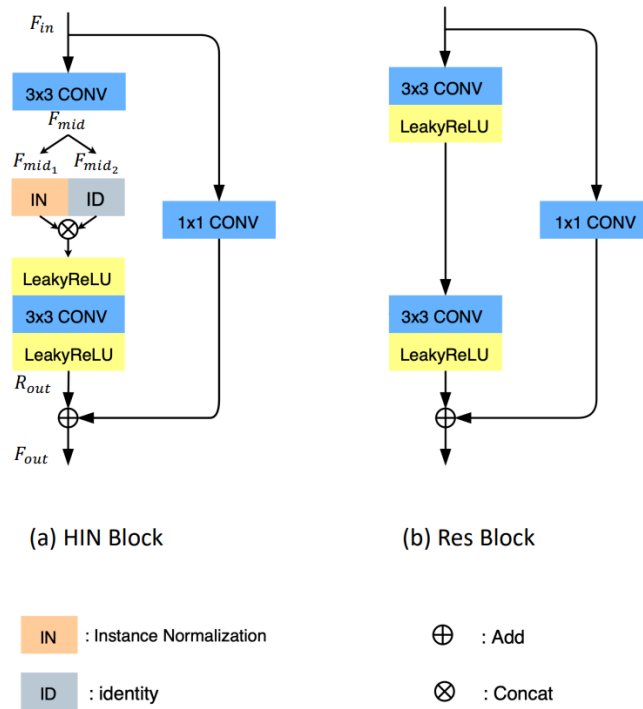 F_in
3x3 CONV
F_mid
F_mid_1 F_mid_2
IN ID
1x1 CONV
LeakyReLU
3x3 CONV
LeakyReLU
R_out
F_out
(a) HIN Block
3x3 CONV
LeakyReLU
1x1 CONV
3x3 CONV
LeakyReLU
(b) Res Block
IN : Instance Normalization
⊕ : Add
ID : identity
⊗ : Concat